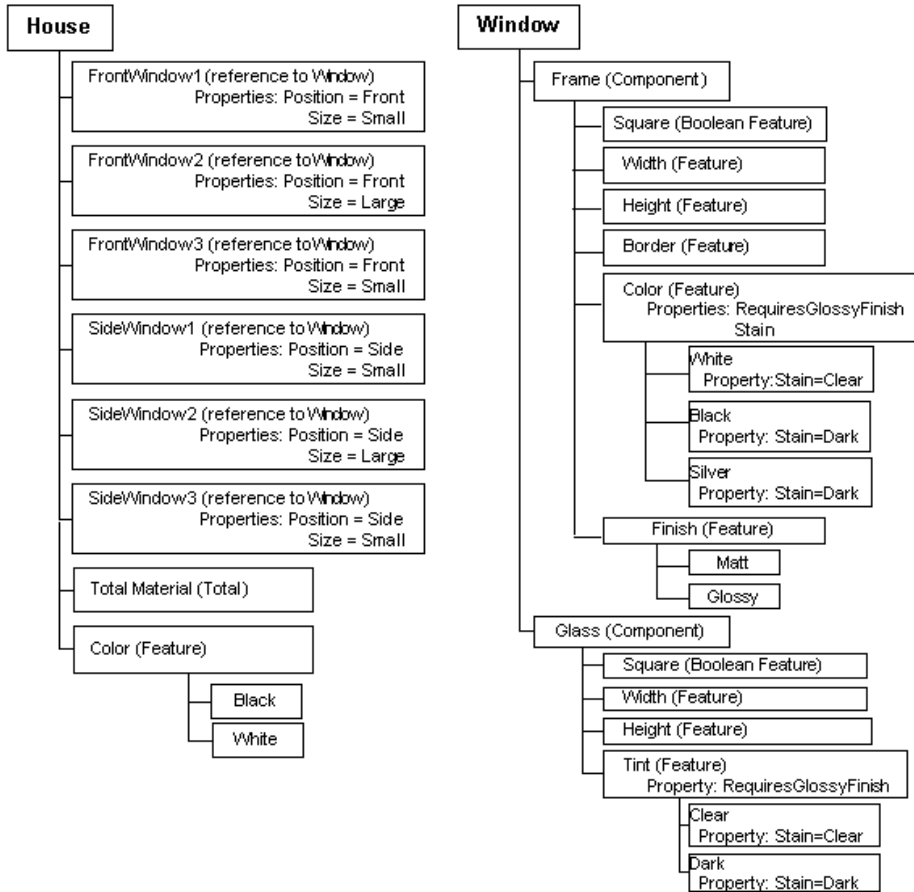 House
FrontWindow1 (reference to Window)
Properties: Position = Front
Size = Small
FrontWindow2 (reference to Window)
Properties: Position = Front
Size = Large
FrontWindow3 (reference to Window)
Properties: Position = Front
Size = Small
SideWindow1 (reference to Window)
Properties: Position = Side
Size = Small
SideWindow2 (reference to Window)
Properties: Position = Side
Size = Large
SideWindow3 (reference to Window)
Properties: Position = Side
Size = Small
Total Material (Total)
Color (Feature)
Black
White
Window
Frame (Component)
Square (Boolean Feature)
Width (Feature)
Height (Feature)
Border (Feature)
Color (Feature)
Properties: RequiresGlossyFinish
Stain
White
Property:Stain=Clear
Black
Property: Stain=Dark
Silver
Property: Stain=Dark
Finish (Feature)
Matt
Glossy
Glass (Component)
Square (Boolean Feature)
Width (Feature)
Height (Feature)
Tint (Feature)
Property: RequiresGlossyFinish
Clear
Property: Stain=Clear
Dark
Property: Stain=Dark